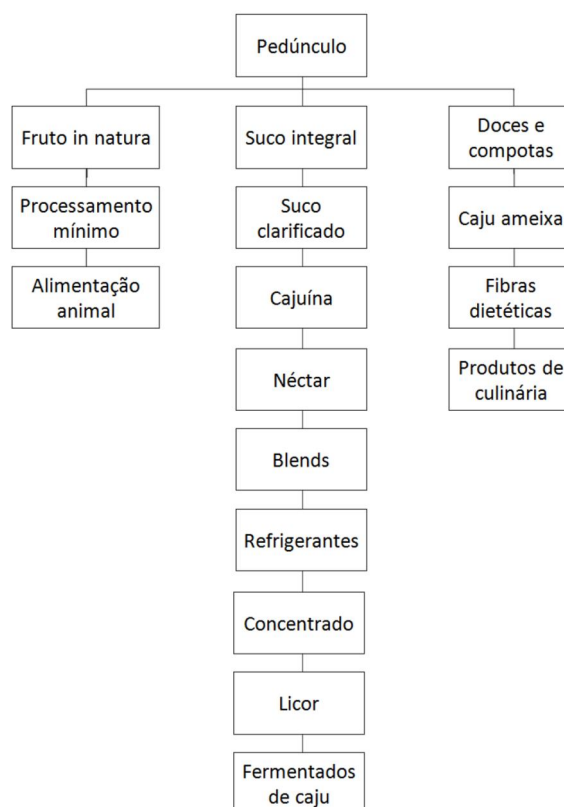 Pedúnculo
Fruto in natura
Processamento
mínimo
Alimentação
animal
Suco integral
Suco
clarificado
Cajuína
Néctar
Blends
Refrigerantes
Concentrado
Licor
Fermentados
de caju
Doces e
compotas
Caju ameixa
Fibras
dietéticas
Produtos de
culinária